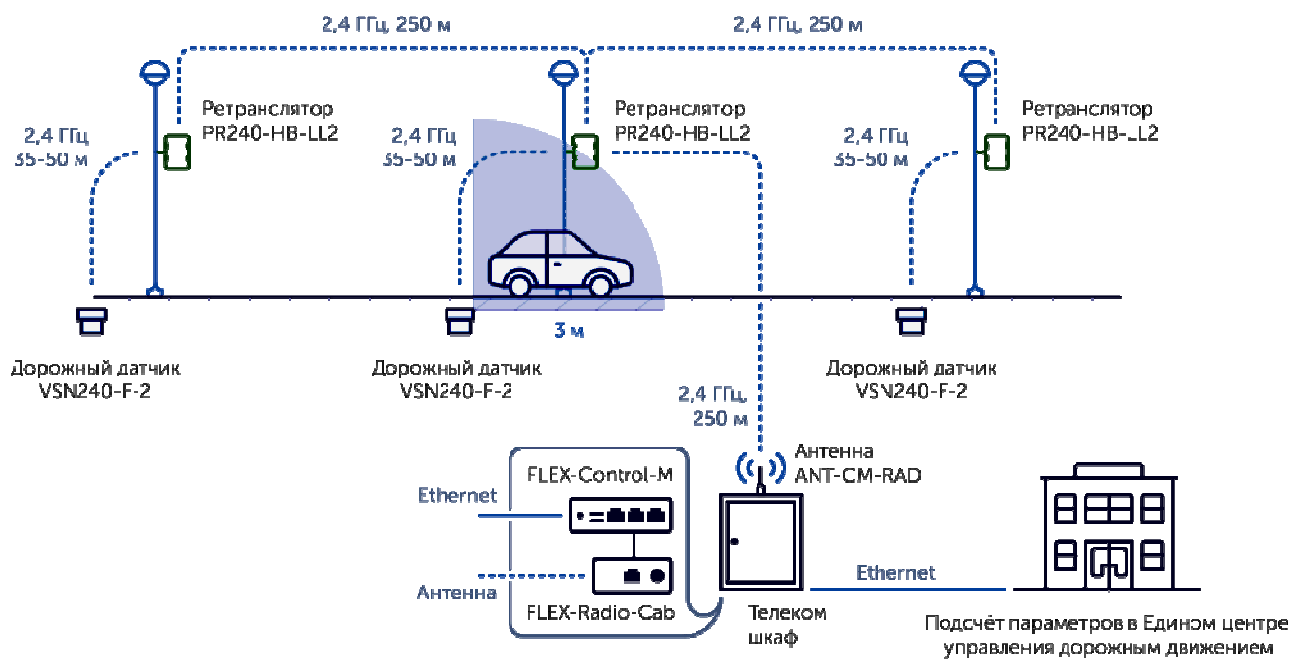 2,4 ГГц, 250 м
2,4 ГГц, 250 м
Ретранслятор
PR240-HB-LL2
Ретранслятор
PR240-HB-LL2
Ретранслятор
PR240-HB-LL2
2,4 ГГц
35-50 м
2,4 ГГц
35-50 м
2,4 ГГц
35-50 м
3 м
Дорожный датчик
VSN240-F-2
Дорожный датчик
VSN240-F-2
Дорожный датчик
VSN240-F-2
2,4 ГГц,
250 м
Антенна
ANT-CM-RAD
FLEX-Control-M
Ethernet
Антенна
FLEX-Radio-Cab
Телеком
шкаф
Ethernet
Подсчёт параметров в Едином центре
управления дорожным движением